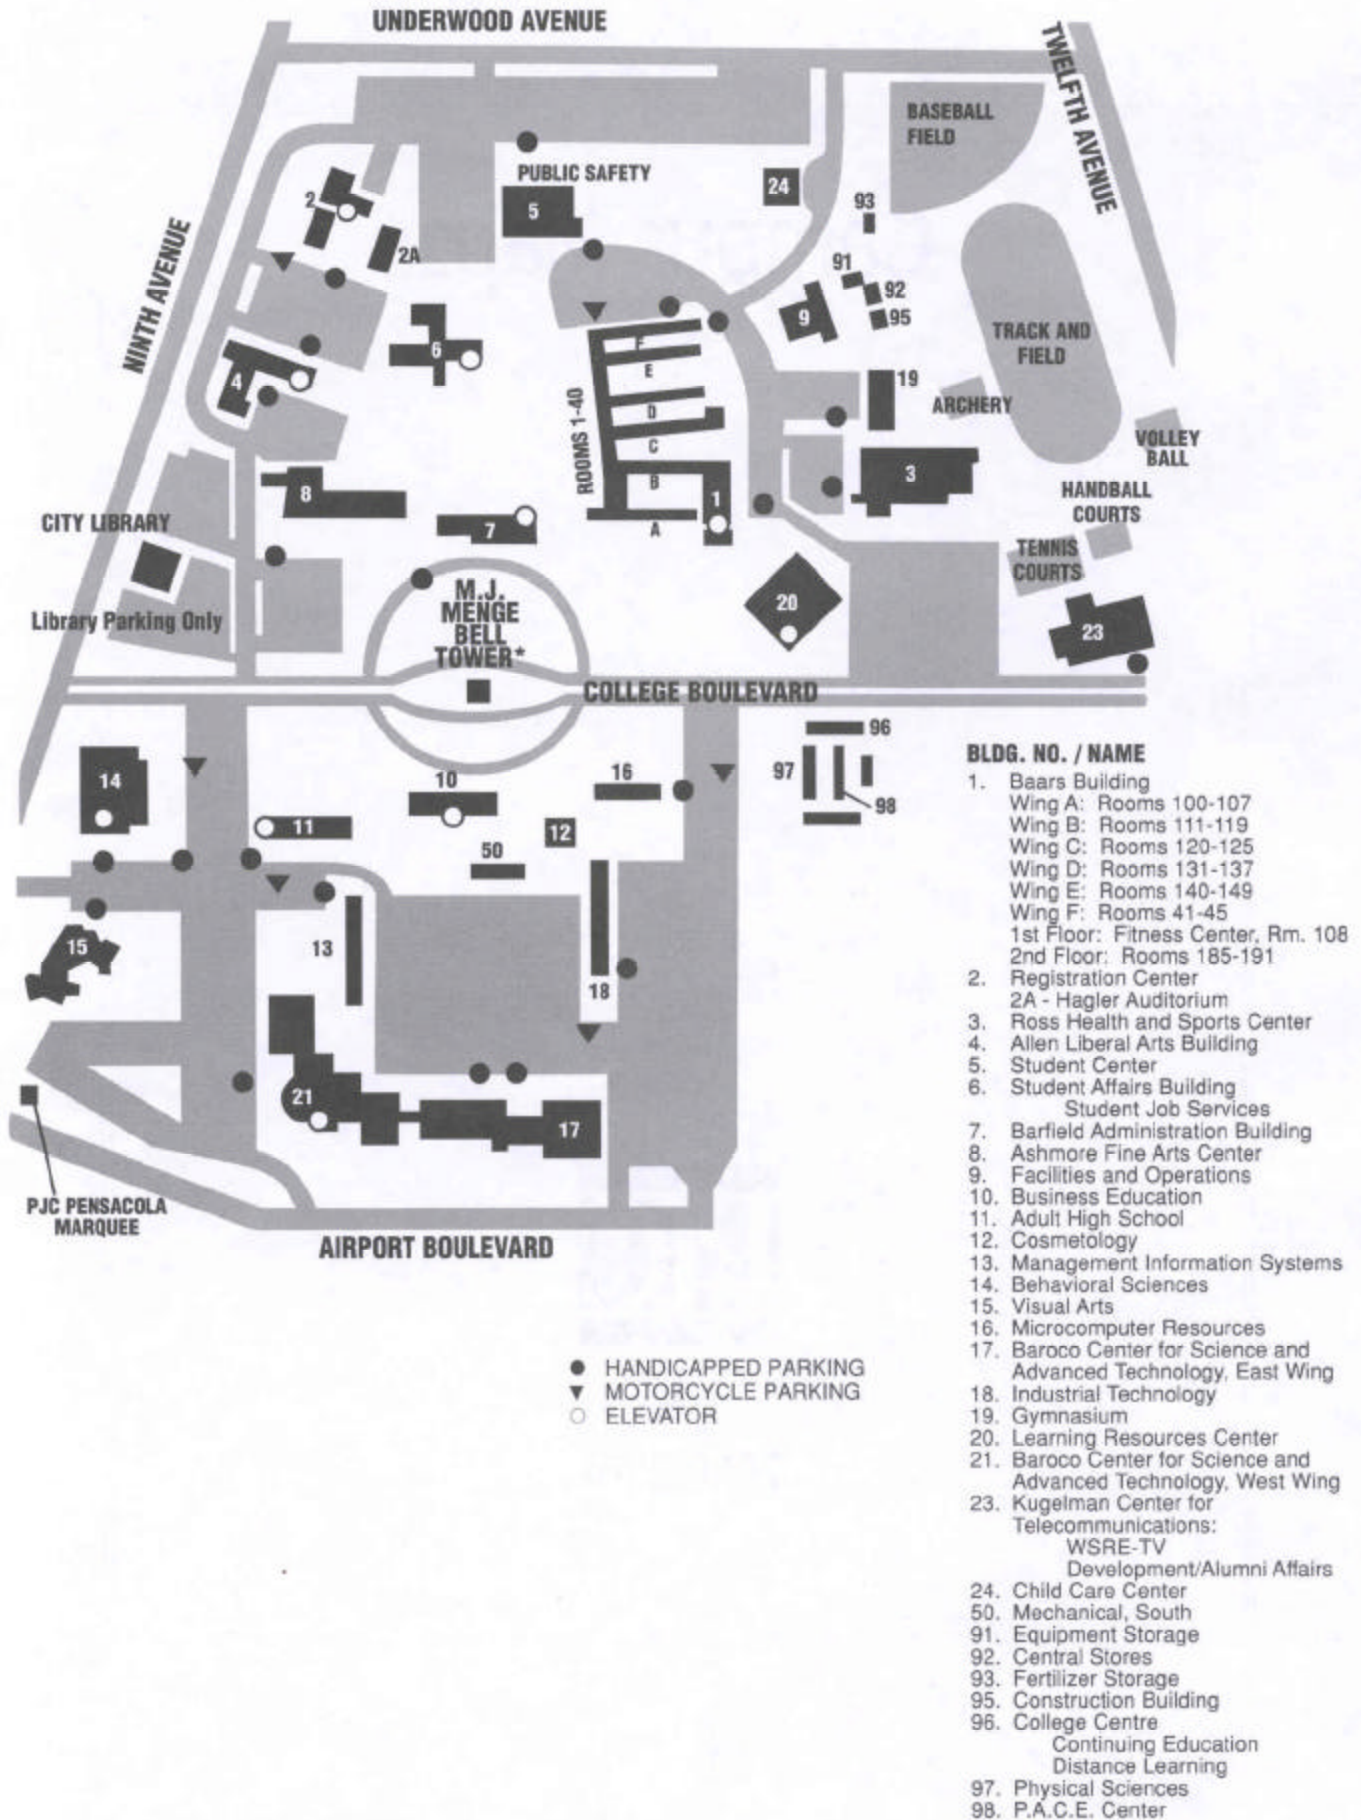 UNDERWOOD AVENUE
TWELFTH AVENUE
NINTH AVENUE
BASEBALL
FIELD
PUBLIC SAFETY
5
24
2
2A
93
91
92
95
9
TRACK AND
FIELD
6
4
F
E
D
C
B
A
1
ROOMS 1-40
19
ARCHERY
VOLLEY
BALL
3
HANDBALL
COURTS
TENNIS
COURTS
8
7
CITY LIBRARY
Library Parking Only
M.J.
MENGE
BELL
TOWER*
20
23
COLLEGE BOULEVARD
96
97
98
14
10
16
11
12
50
13
15
18
21
17
PJC PENSACOLA
MARQUEE
AIRPORT BOULEVARD
HANDICAPPED PARKING
MOTORCYCLE PARKING
ELEVATOR
BLDG. NO. / NAME
1. Baars Building
Wing A: Rooms 100-107
Wing B: Rooms 111-119
Wing C: Rooms 120-125
Wing D: Rooms 131-137
Wing E: Rooms 140-149
Wing F: Rooms 41-45
1st Floor: Fitness Center, Rm. 108
2nd Floor: Rooms 185-191
2. Registration Center
2A - Hagler Auditorium
3. Ross Health and Sports Center
4. Allen Liberal Arts Building
5. Student Center
6. Student Affairs Building
Student Job Services
7. Barfield Administration Building
8. Ashmore Fine Arts Center
9. Facilities and Operations
10. Business Education
11. Adult High School
12. Cosmetology
13. Management Information Systems
14. Behavioral Sciences
15. Visual Arts
16. Microcomputer Resources
17. Baroco Center for Science and
Advanced Technology, East Wing
18. Industrial Technology
19. Gymnasium
20. Learning Resources Center
21. Baroco Center for Science and
Advanced Technology, West Wing
23. Kugelman Center for
Telecommunications:
WSRE-TV
Development/Alumni Affairs
24. Child Care Center
50. Mechanical, South
91. Equipment Storage
92. Central Stores
93. Fertilizer Storage
95. Construction Building
96. College Centre
Continuing Education
Distance Learning
97. Physical Sciences
98. P.A.C.E. Center